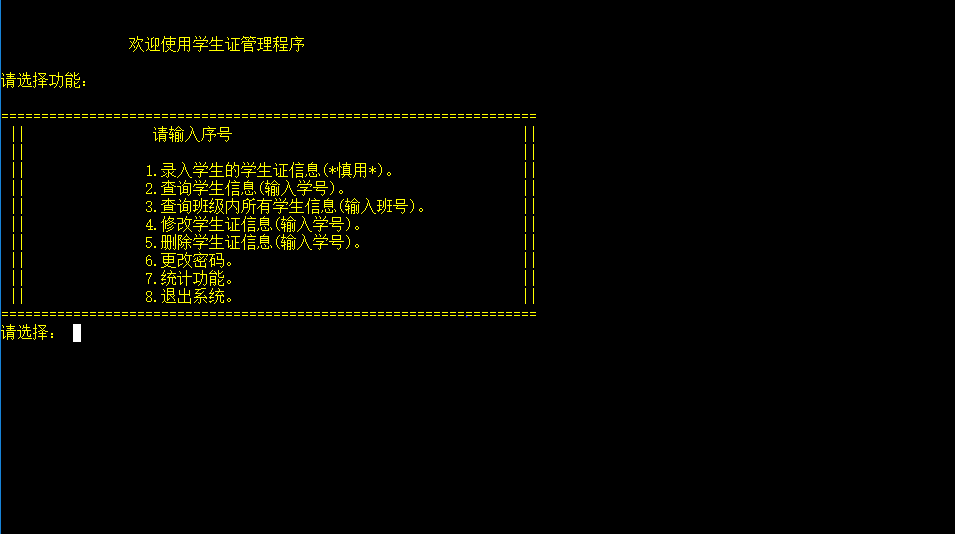 欢迎使用学生证管理程序
请选择功能:
===================================================================
|| 请输入序号 ||
|| ||
|| 1.录入学生的学生证信息(*慎用*)。 ||
|| 2.查询学生信息(输入学号)。 ||
|| 3.查询班级内所有学生信息(输入班号)。 ||
|| 4.修改学生证信息(输入学号)。 ||
|| 5.删除学生证信息(输入学号)。 ||
|| 6.更改密码。 ||
|| 7.统计功能。 ||
|| 8.退出系统。 ||
===================================================================
请选择: